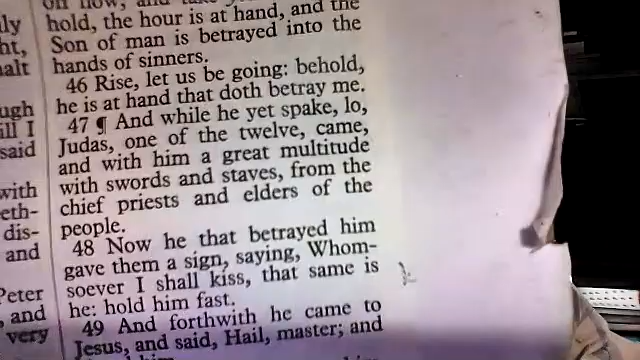 hold, the hour is at hand, and the
Son of man is betrayed into the
hands of sinners.
46 Rise, let us be going: behold,
he is at hand that doth betray me.
47 ¶ And while he yet spake, lo,
Judas, one of the twelve, came,
and with him a great multitude
with swords and staves, from the
chief priests and elders of the
people.
48 Now he that betrayed him
gave them a sign, saying, Whom-
soever I shall kiss, that same is
he: hold him fast.
49 And forthwith he came to
Jesus, and said, Hail, master; and